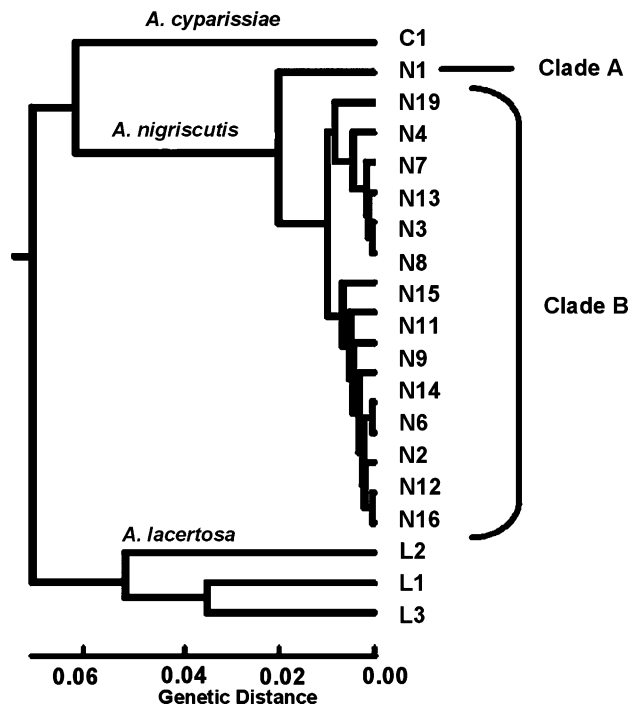 A. cyparissiae
C1
N1
Clade A
N19
A. nigriscutis
N4
N7
N13
N3
N8
N15
Clade B
N11
N9
N14
N6
N2
N12
N16
A. lacertosa
L2
L1
L3
0.06 0.04 0.02 0.00
Genetic Distance